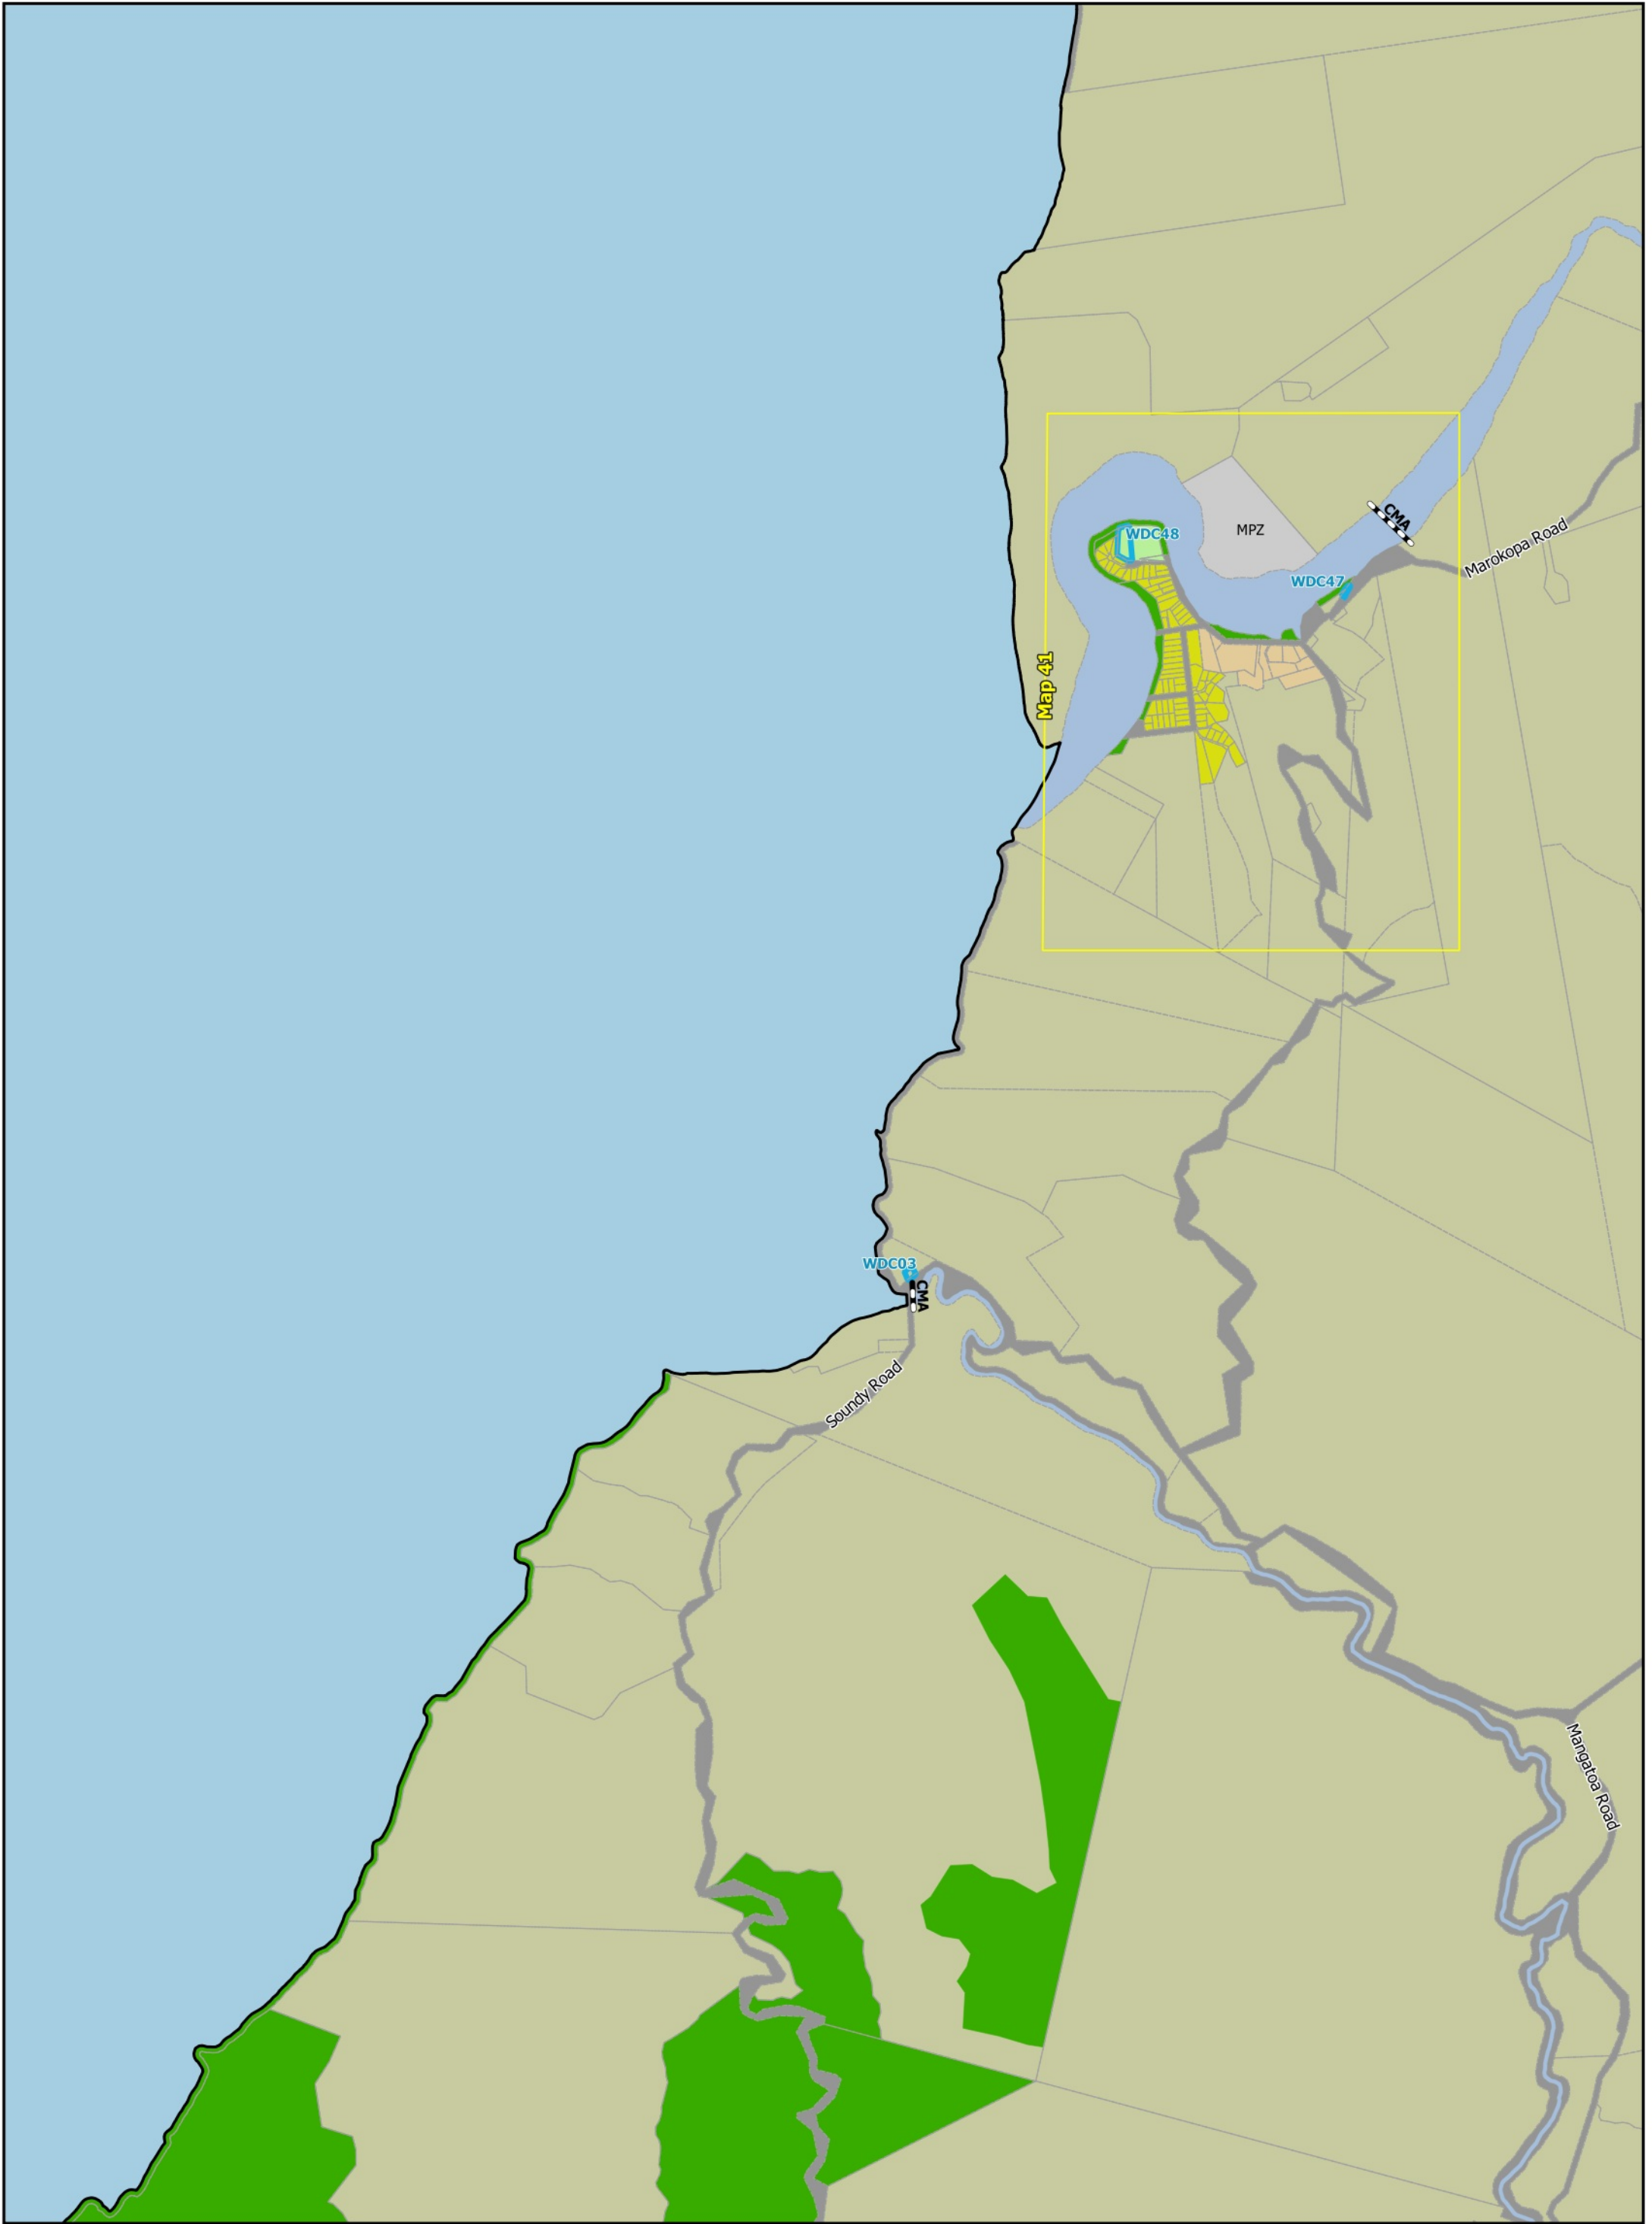 WDC48
MPZ
CMA
Marokopa Road
WDC47
Map 41
WDC03
CMA
Soundy Road
Mangatoa Road